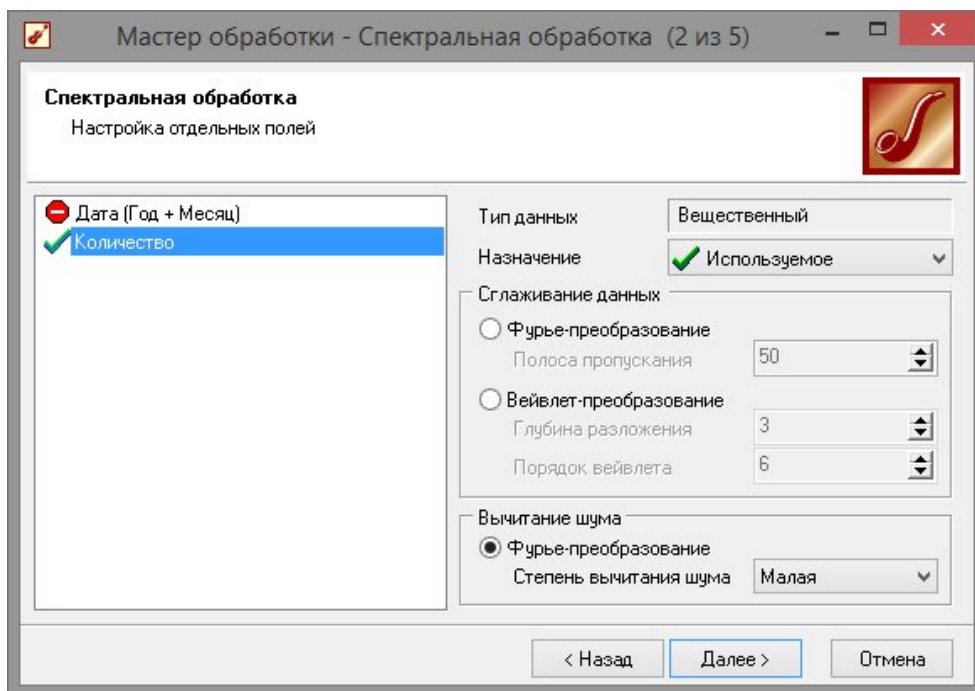 Мастер обработки - Спектральная обработка (2 из 5)
Спектральная обработка
Настройка отдельных полей
Дата (Год + Месяц)
Количество
Тип данных Вещественный
Назначение Используемое
Сглаживание данных
Фурье-преобразование
Полоса пропускания 50
Вейвлет-преобразование
Глубина разложения 3
Порядок вейвлета 6
Вычитание шума
Фурье-преобразование
Степень вычитания шума Малая
< Назад Далее > Отмена